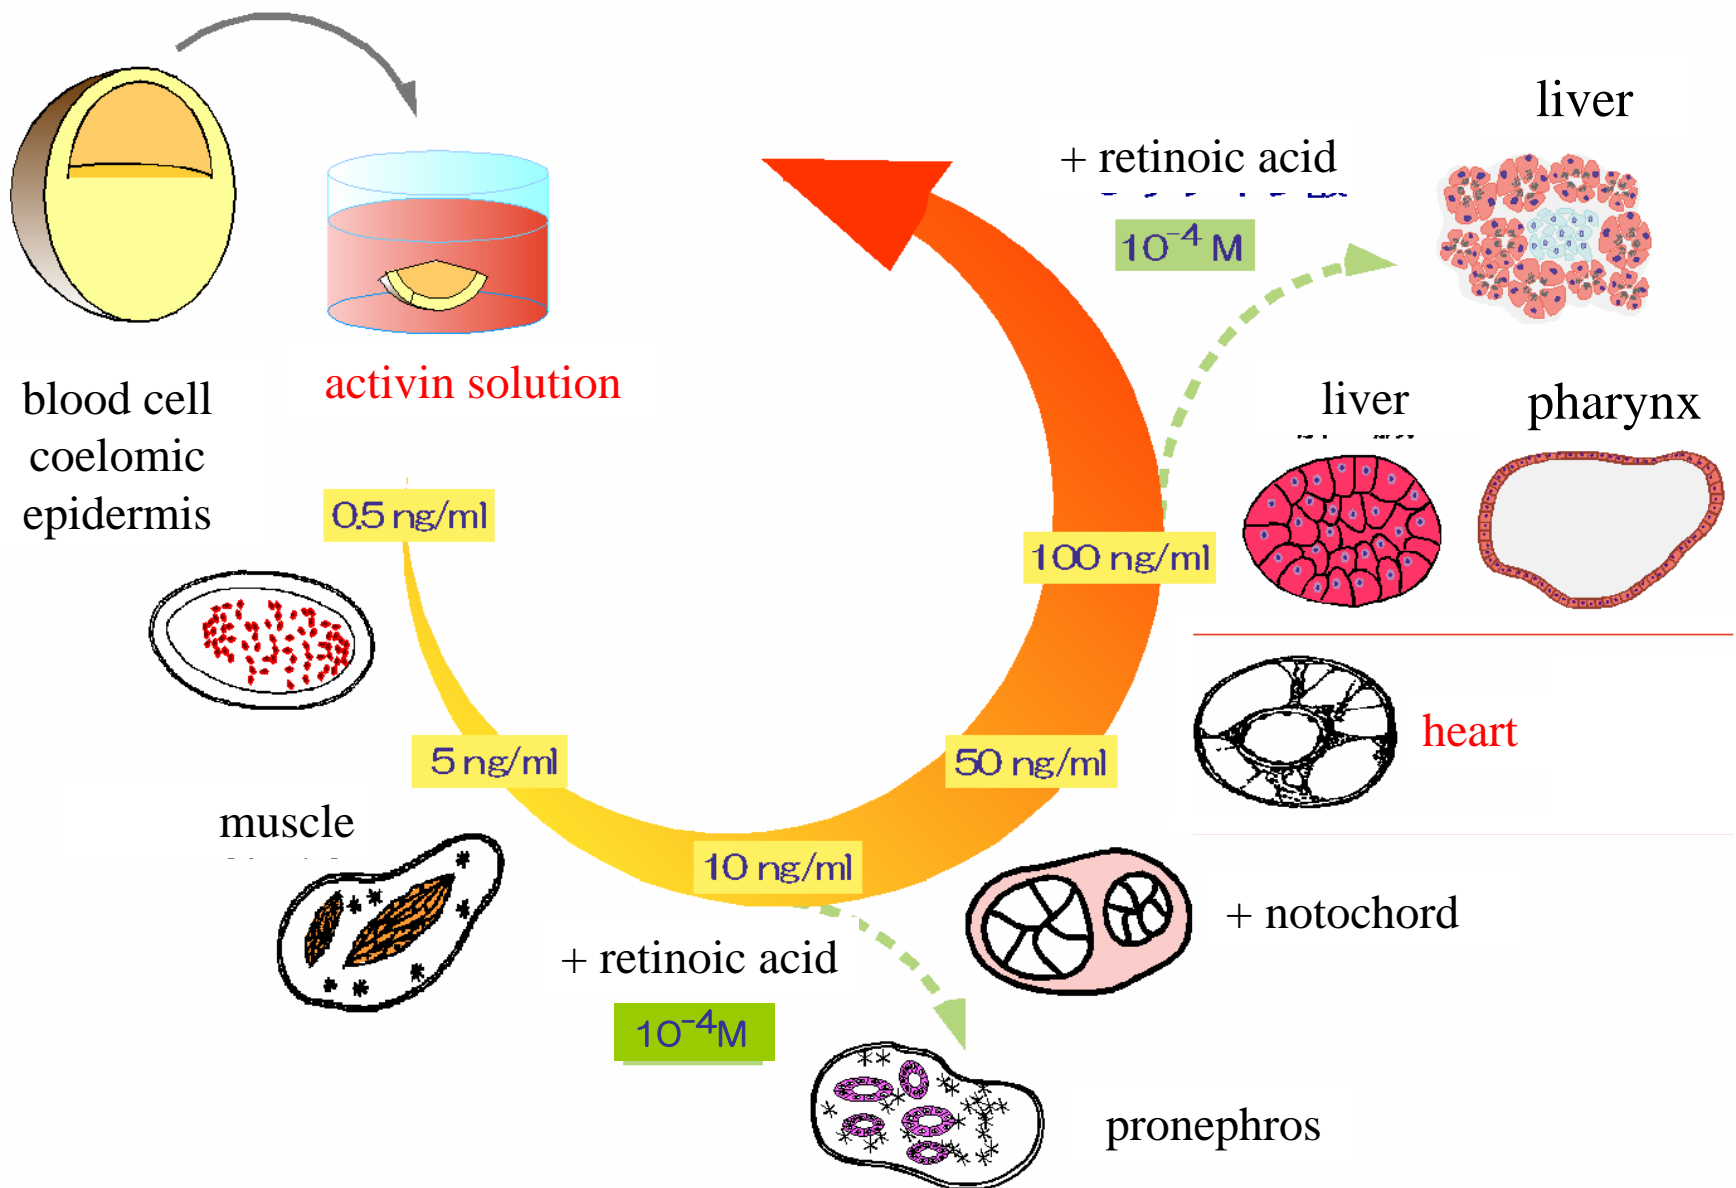 liver
+ retinoic acid
10⁻⁴ M
activin solution
blood cell
coelomic
epidermis
liver
pharynx
0.5 ng/ml
100 ng/ml
heart
5 ng/ml
50 ng/ml
muscle
10 ng/ml
+ notochord
+ retinoic acid
10⁻⁴M
pronephros